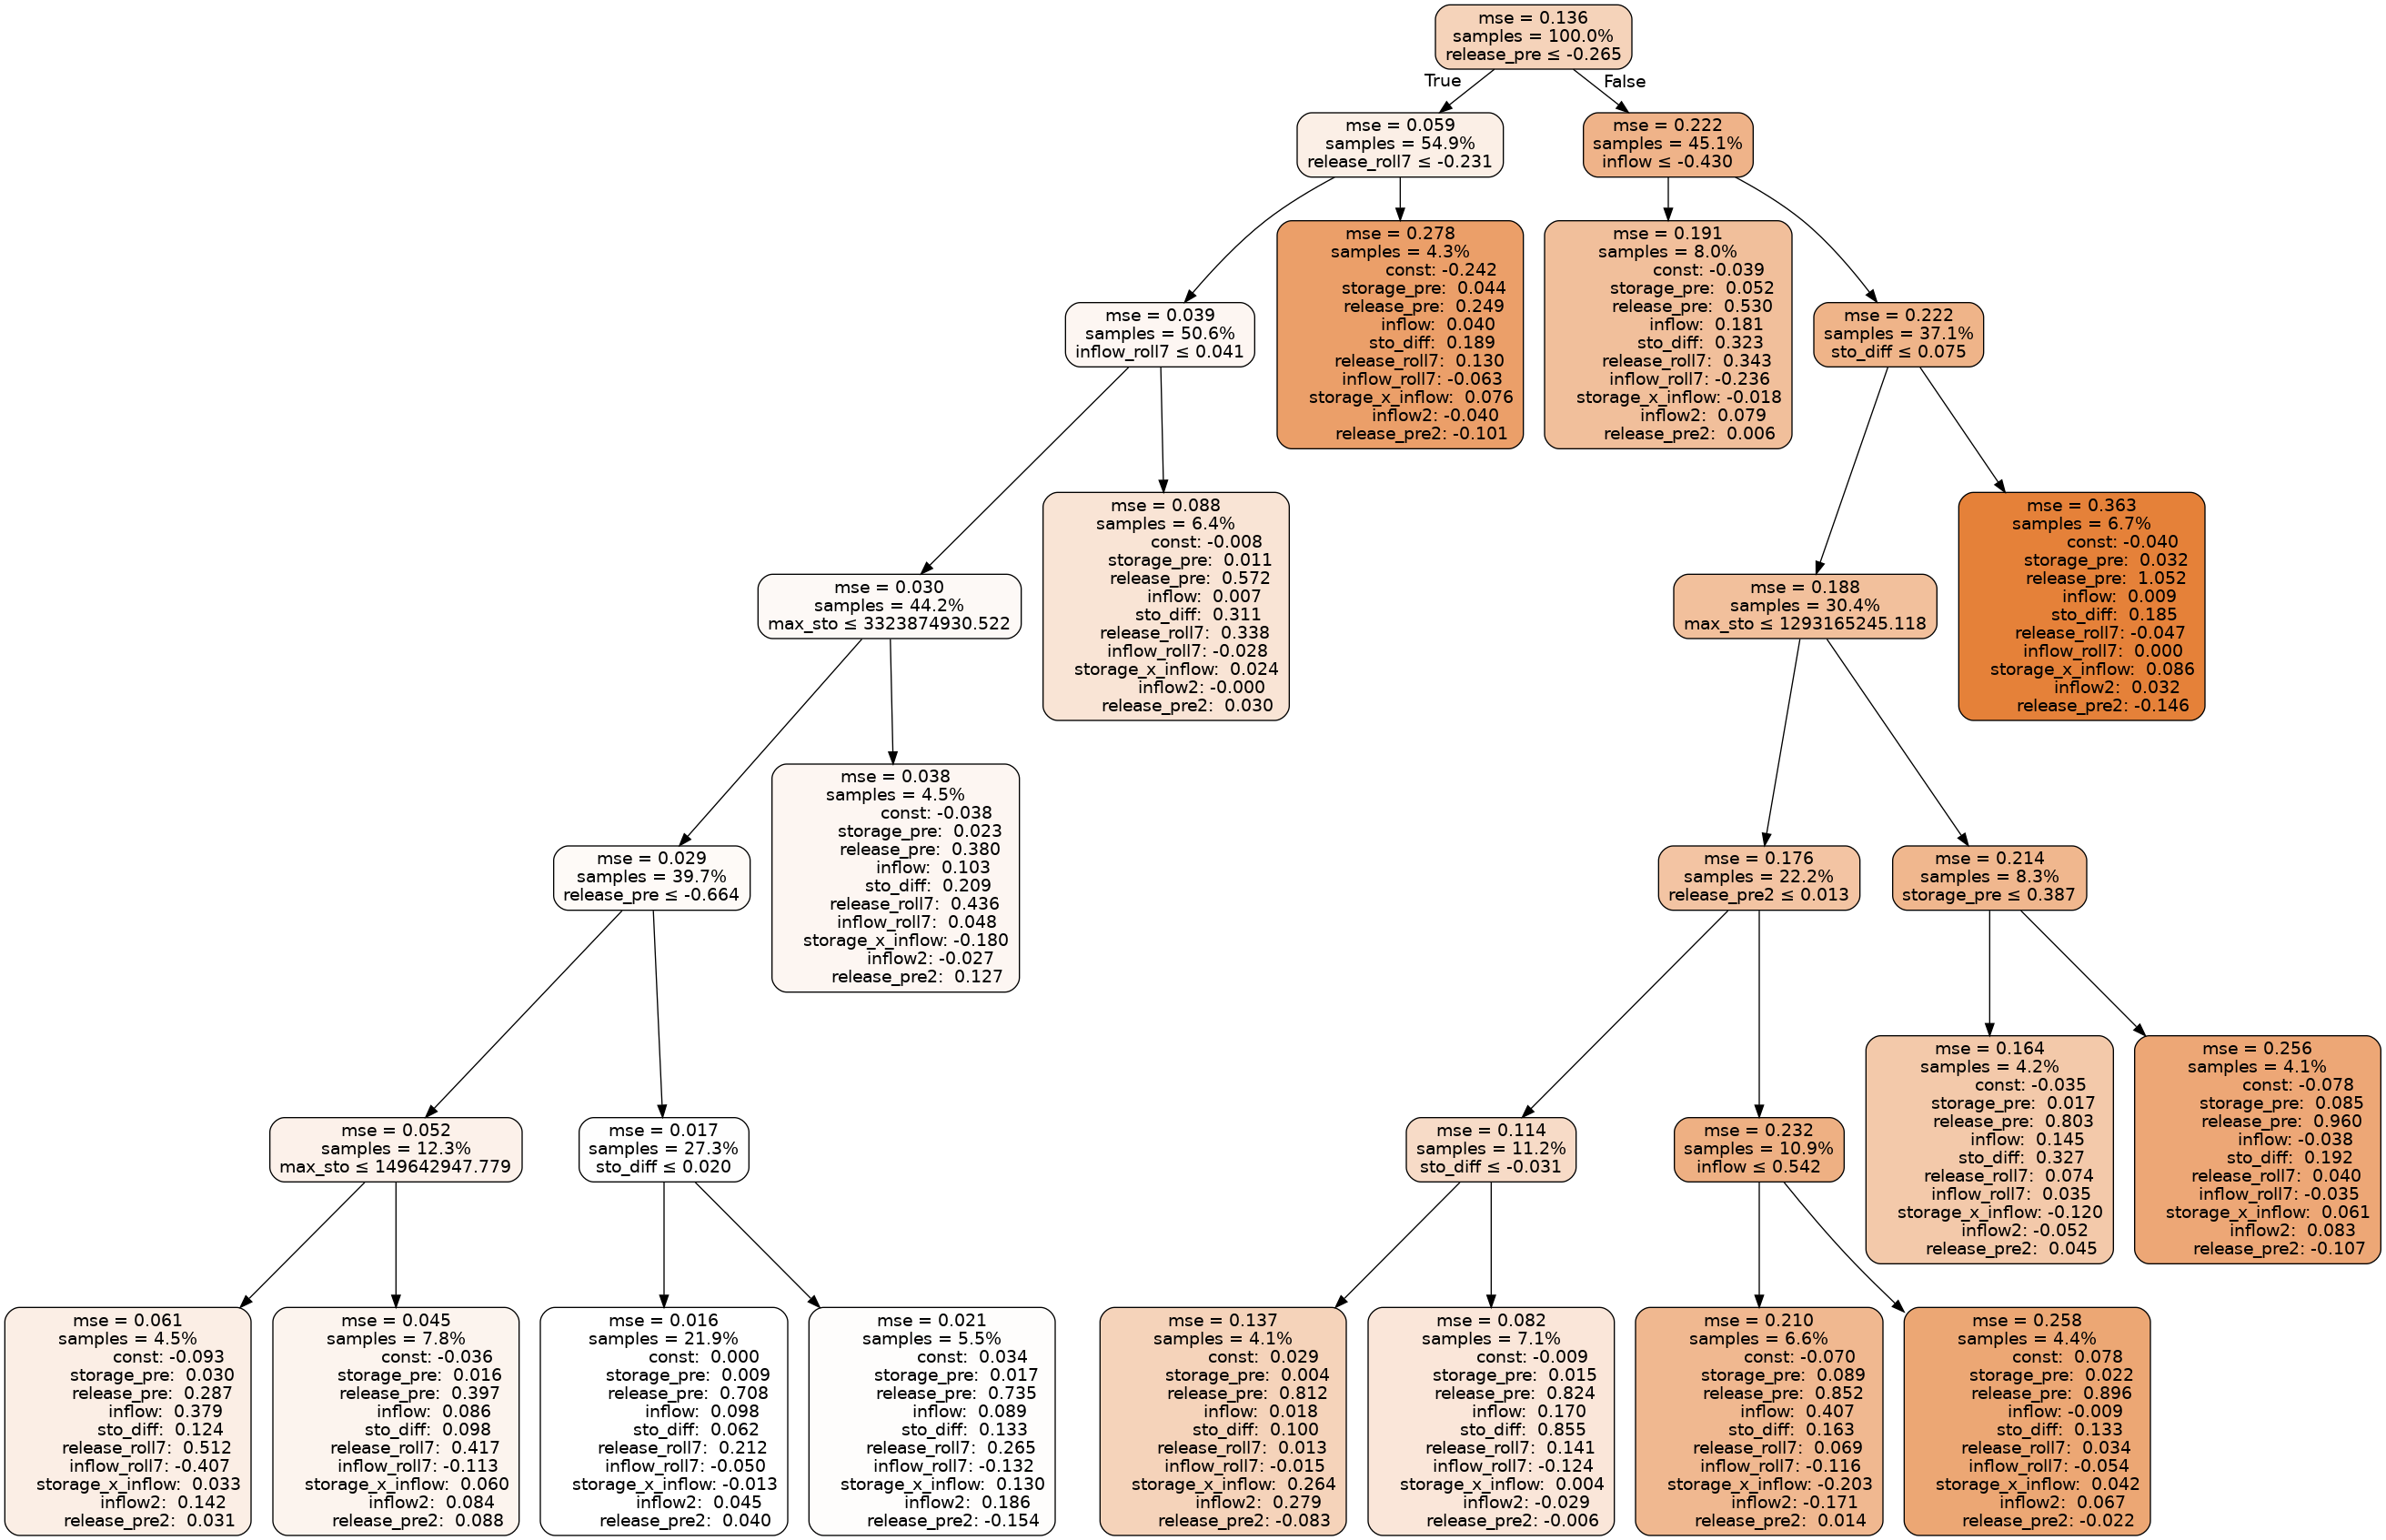 mse = 0.136
samples = 100.0%
release_pre ≤ -0.265
True
False
mse = 0.059
samples = 54.9%
release_roll7 ≤ -0.231
mse = 0.222
samples = 45.1%
inflow ≤ -0.430
mse = 0.278
samples = 4.3%
const: -0.242
storage_pre: 0.044
release_pre: 0.249
inflow: 0.040
sto_diff: 0.189
release_roll7: 0.130
inflow_roll7: -0.063
storage_x_inflow: 0.076
inflow2: -0.040
release_pre2: -0.101
mse = 0.191
samples = 8.0%
const: -0.039
storage_pre: 0.052
release_pre: 0.530
inflow: 0.181
sto_diff: 0.323
release_roll7: 0.343
inflow_roll7: -0.236
storage_x_inflow: -0.018
inflow2: 0.079
release_pre2: 0.006
mse = 0.039
samples = 50.6%
inflow_roll7 ≤ 0.041
mse = 0.222
samples = 37.1%
sto_diff ≤ 0.075
mse = 0.088
samples = 6.4%
const: -0.008
storage_pre: 0.011
release_pre: 0.572
inflow: 0.007
sto_diff: 0.311
release_roll7: 0.338
inflow_roll7: -0.028
storage_x_inflow: 0.024
inflow2: -0.000
release_pre2: 0.030
mse = 0.363
samples = 6.7%
const: -0.040
storage_pre: 0.032
release_pre: 1.052
inflow: 0.009
sto_diff: 0.185
release_roll7: -0.047
inflow_roll7: 0.000
storage_x_inflow: 0.086
inflow2: 0.032
release_pre2: -0.146
mse = 0.030
samples = 44.2%
max_sto ≤ 3323874930.522
mse = 0.188
samples = 30.4%
max_sto ≤ 1293165245.118
mse = 0.038
samples = 4.5%
const: -0.038
storage_pre: 0.023
release_pre: 0.380
inflow: 0.103
sto_diff: 0.209
release_roll7: 0.436
inflow_roll7: 0.048
storage_x_inflow: -0.180
inflow2: -0.027
release_pre2: 0.127
mse = 0.029
samples = 39.7%
release_pre ≤ -0.664
mse = 0.176
samples = 22.2%
release_pre2 ≤ 0.013
mse = 0.214
samples = 8.3%
storage_pre ≤ 0.387
mse = 0.164
samples = 4.2%
const: -0.035
storage_pre: 0.017
release_pre: 0.803
inflow: 0.145
sto_diff: 0.327
release_roll7: 0.074
inflow_roll7: 0.035
storage_x_inflow: -0.120
inflow2: -0.052
release_pre2: 0.045
mse = 0.256
samples = 4.1%
const: -0.078
storage_pre: 0.085
release_pre: 0.960
inflow: -0.038
sto_diff: 0.192
release_roll7: 0.040
inflow_roll7: -0.035
storage_x_inflow: 0.061
inflow2: 0.083
release_pre2: -0.107
mse = 0.052
samples = 12.3%
max_sto ≤ 149642947.779
mse = 0.017
samples = 27.3%
sto_diff ≤ 0.020
mse = 0.114
samples = 11.2%
sto_diff ≤ -0.031
mse = 0.232
samples = 10.9%
inflow ≤ 0.542
mse = 0.061
samples = 4.5%
const: -0.093
storage_pre: 0.030
release_pre: 0.287
inflow: 0.379
sto_diff: 0.124
release_roll7: 0.512
inflow_roll7: -0.407
storage_x_inflow: 0.033
inflow2: 0.142
release_pre2: 0.031
mse = 0.045
samples = 7.8%
const: -0.036
storage_pre: 0.016
release_pre: 0.397
inflow: 0.086
sto_diff: 0.098
release_roll7: 0.417
inflow_roll7: -0.113
storage_x_inflow: 0.060
inflow2: 0.084
release_pre2: 0.088
mse = 0.016
samples = 21.9%
const: 0.000
storage_pre: 0.009
release_pre: 0.708
inflow: 0.098
sto_diff: 0.062
release_roll7: 0.212
inflow_roll7: -0.050
storage_x_inflow: -0.013
inflow2: 0.045
release_pre2: 0.040
mse = 0.021
samples = 5.5%
const: 0.034
storage_pre: 0.017
release_pre: 0.735
inflow: 0.089
sto_diff: 0.133
release_roll7: 0.265
inflow_roll7: -0.132
storage_x_inflow: 0.130
inflow2: 0.186
release_pre2: -0.154
mse = 0.137
samples = 4.1%
const: 0.029
storage_pre: 0.004
release_pre: 0.812
inflow: 0.018
sto_diff: 0.100
release_roll7: 0.013
inflow_roll7: -0.015
storage_x_inflow: 0.264
inflow2: 0.279
release_pre2: -0.083
mse = 0.082
samples = 7.1%
const: -0.009
storage_pre: 0.015
release_pre: 0.824
inflow: 0.170
sto_diff: 0.855
release_roll7: 0.141
inflow_roll7: -0.124
storage_x_inflow: 0.004
inflow2: -0.029
release_pre2: -0.006
mse = 0.210
samples = 6.6%
const: -0.070
storage_pre: 0.089
release_pre: 0.852
inflow: 0.407
sto_diff: 0.163
release_roll7: 0.069
inflow_roll7: -0.116
storage_x_inflow: -0.203
inflow2: -0.171
release_pre2: 0.014
mse = 0.258
samples = 4.4%
const: 0.078
storage_pre: 0.022
release_pre: 0.896
inflow: -0.009
sto_diff: 0.133
release_roll7: 0.034
inflow_roll7: -0.054
storage_x_inflow: 0.042
inflow2: 0.067
release_pre2: -0.022